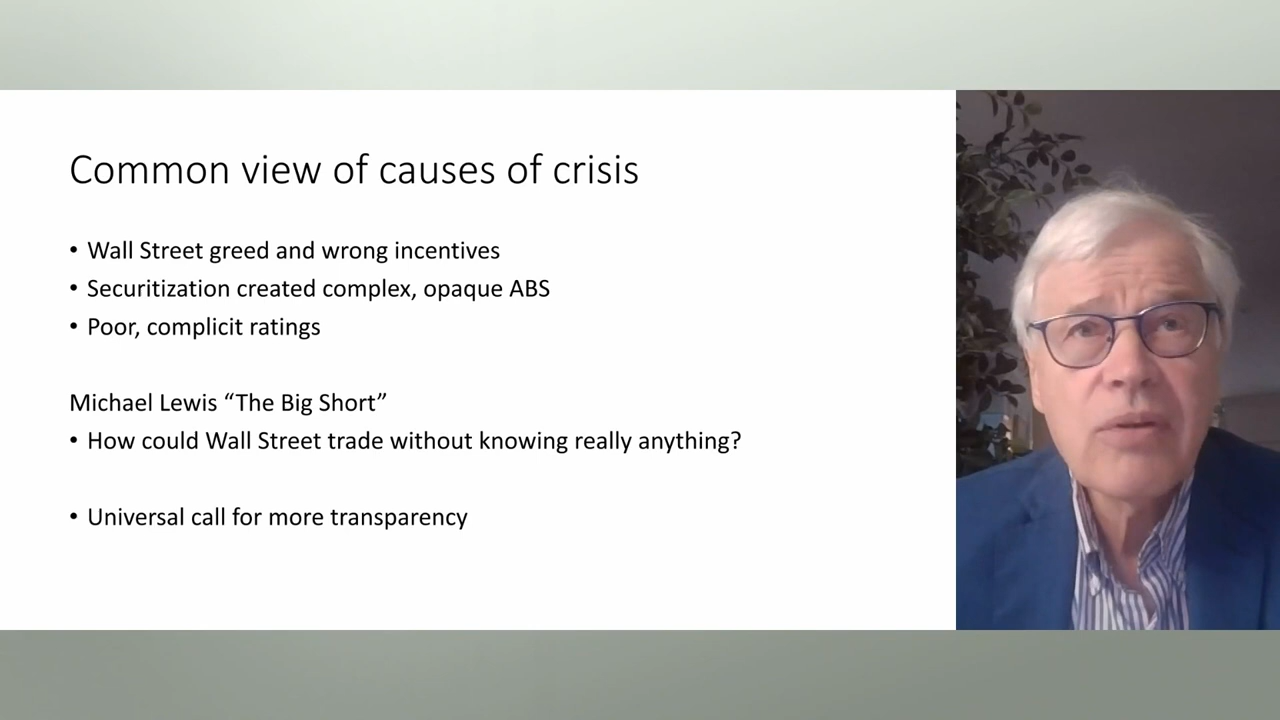 Common view of causes of crisis
• Wall Street greed and wrong incentives
• Securitization created complex, opaque ABS
• Poor, complicit ratings
Michael Lewis “The Big Short”
• How could Wall Street trade without knowing really anything?
• Universal call for more transparency